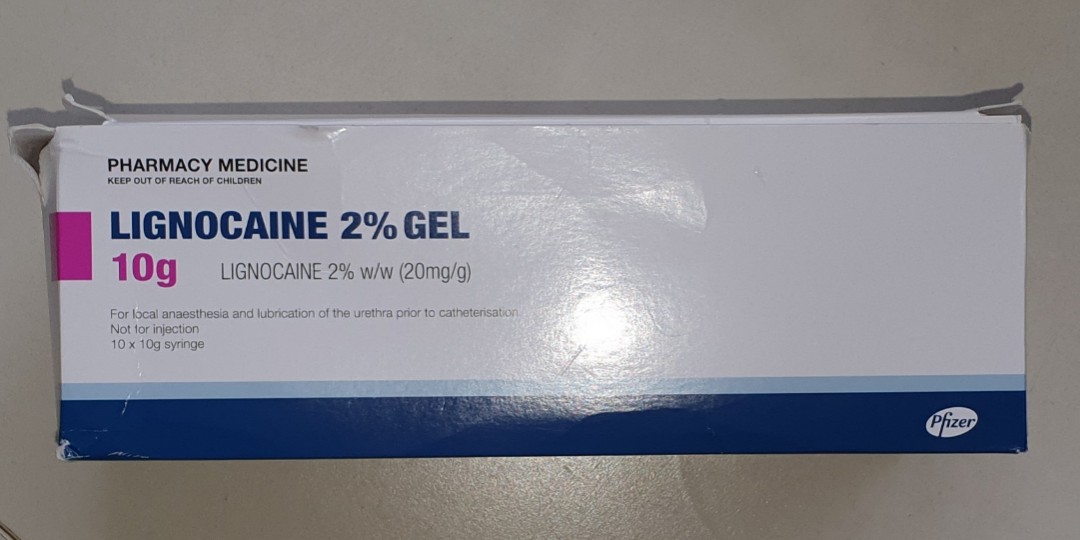 PHARMACY MEDICINE
KEEP OUT OF REACH OF CHILDREN
LIGNOCAINE 2% GEL
10g LIGNOCAINE 2% w/w (20mg/g)
For local anaesthesia and lubrication of the urethra prior to catheterisation
Not for injection
10 x 10g syringe
Pfizer